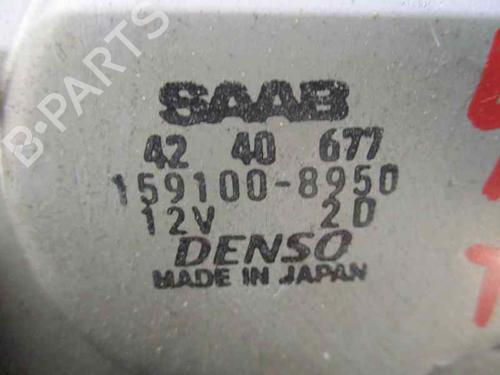 B-PARTS
SAAB
42 40 677
159100-8950
12V 2D
DENSO
MADE IN JAPAN